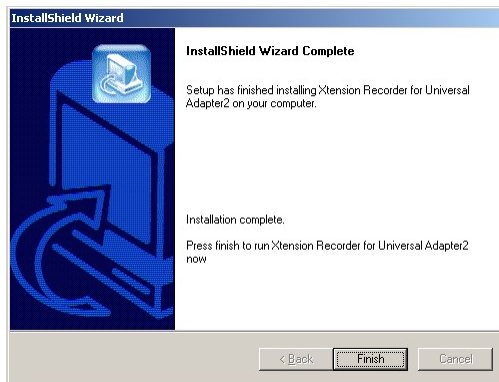 InstallShield Wizard
InstallShield Wizard Complete
Setup has finished installing Xtension Recorder for Universal
Adapter2 on your computer.
Installation complete.
Press finish to run Xtension Recorder for Universal Adapter2
now
< Back
Finish
Cancel